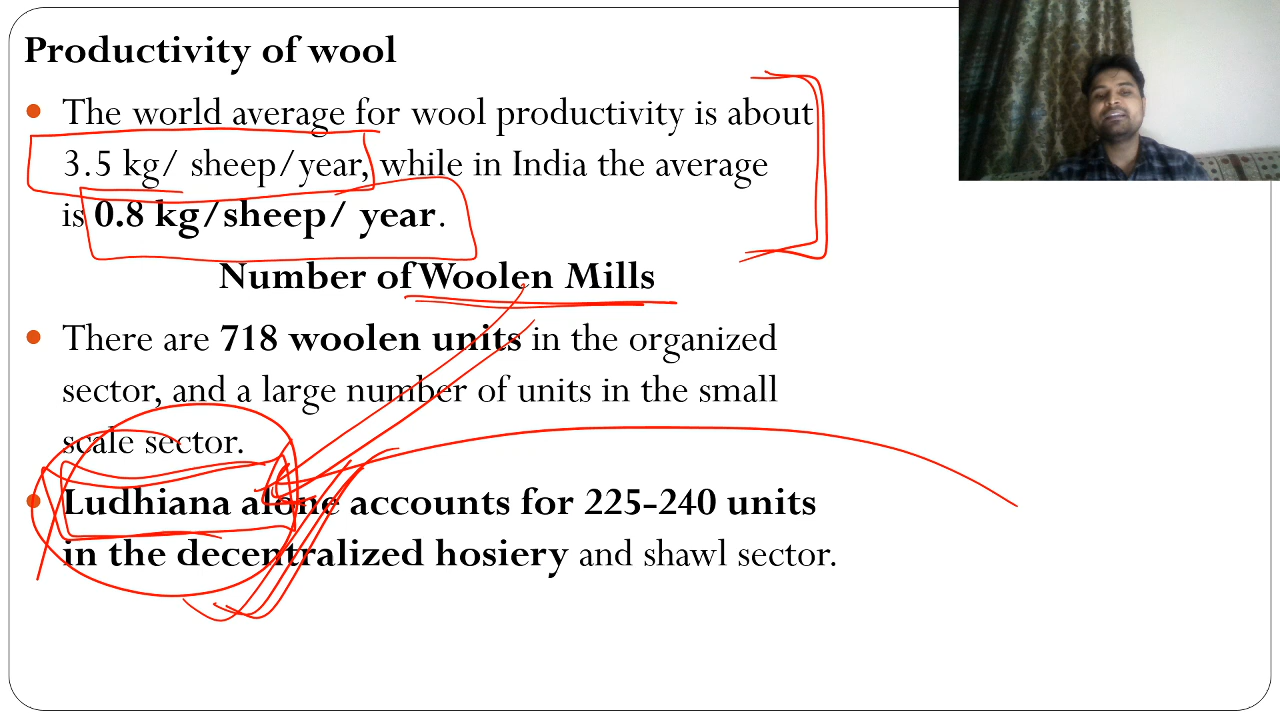 Productivity of wool
• The world average for wool productivity is about
3.5 kg/ sheep/year, while in India the average
is 0.8 kg/sheep/ year.
Number of Woolen Mills
• There are 718 woolen units in the organized
sector, and a large number of units in the small
scale sector.
• Ludhiana alone accounts for 225-240 units
in the decentralized hosiery and shawl sector.